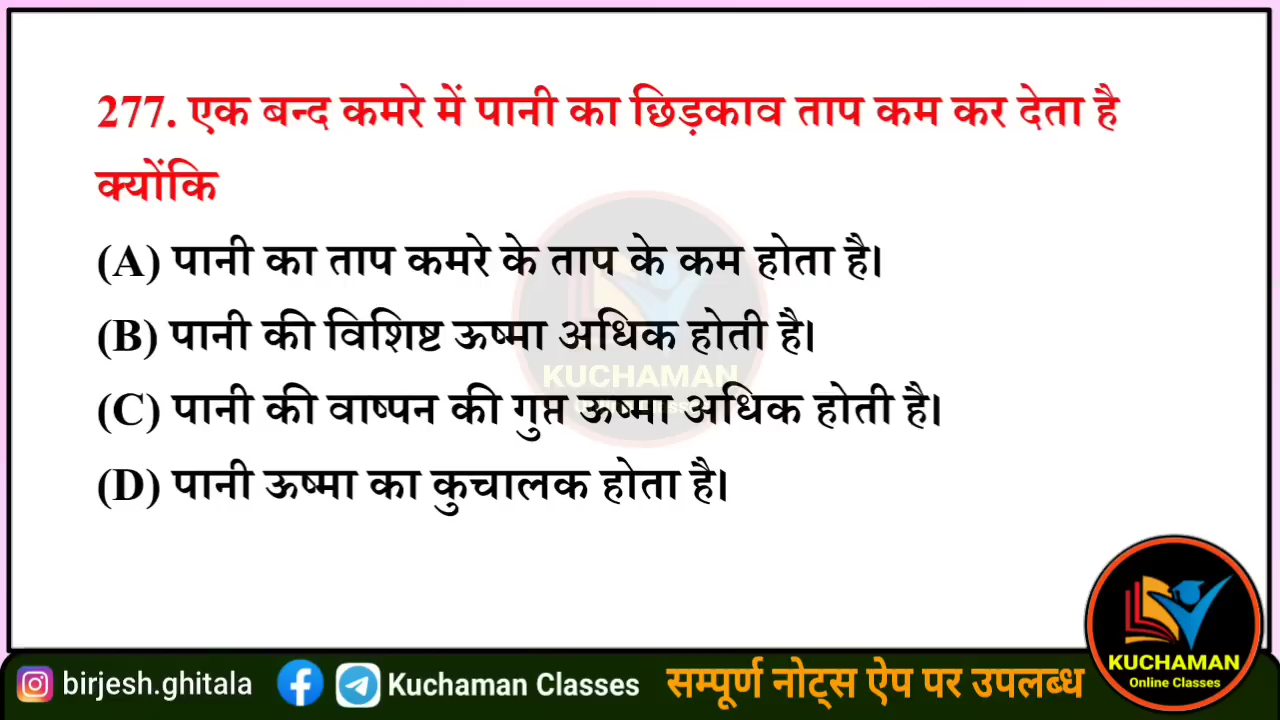 277. एक बन्द कमरे में पानी का छिड़काव ताप कम कर देता है
क्योंकि
(A) पानी का ताप कमरे के ताप के कम होता है।
(B) पानी की विशिष्ट ऊष्मा अधिक होती है।
(C) पानी की वाष्पन की गुप्त ऊष्मा अधिक होती है।
(D) पानी ऊष्मा का कुचालक होता है।
KUCHAMAN
KUCHAMAN
Online Classes
birjesh.ghitala
Kuchaman Classes
सम्पूर्ण नोट्स ऐप पर उपलब्ध